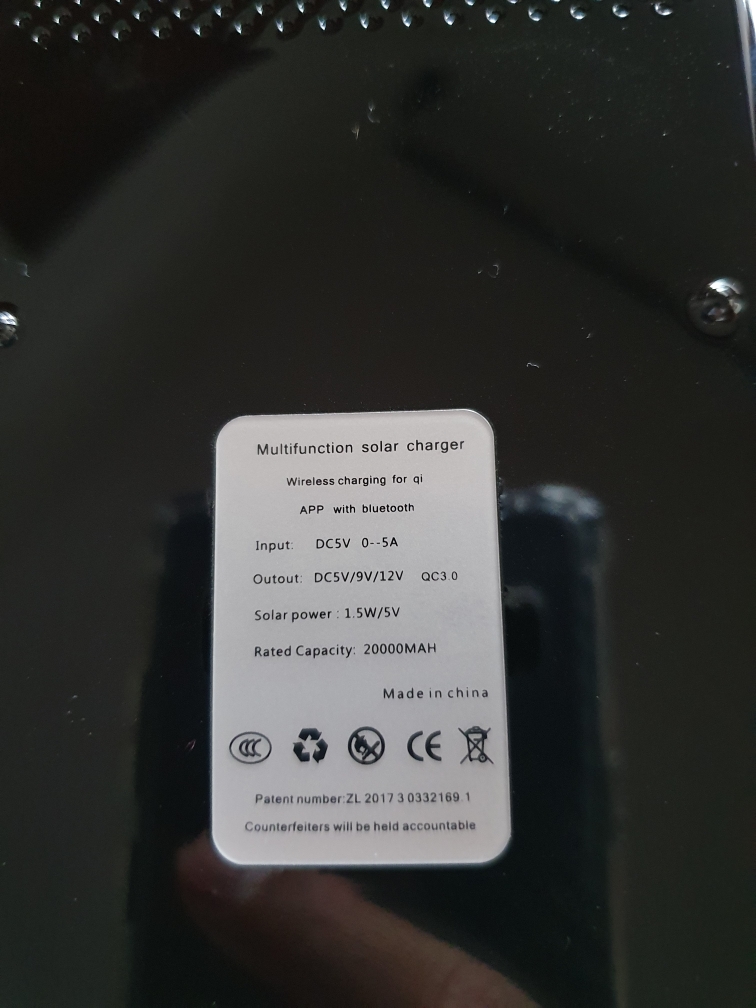 Multifunction solar charger
Wireless charging for qi
APP with bluetooth
Input: DC5V 0--5A
Outout: DC5V/9V/12V QC3.0
Solar power : 1.5W/5V
Rated Capacity: 20000MAH
Made in china
CCC CE
Patent number:ZL 2017 3 0332169.1
Counterfeiters will be held accountable